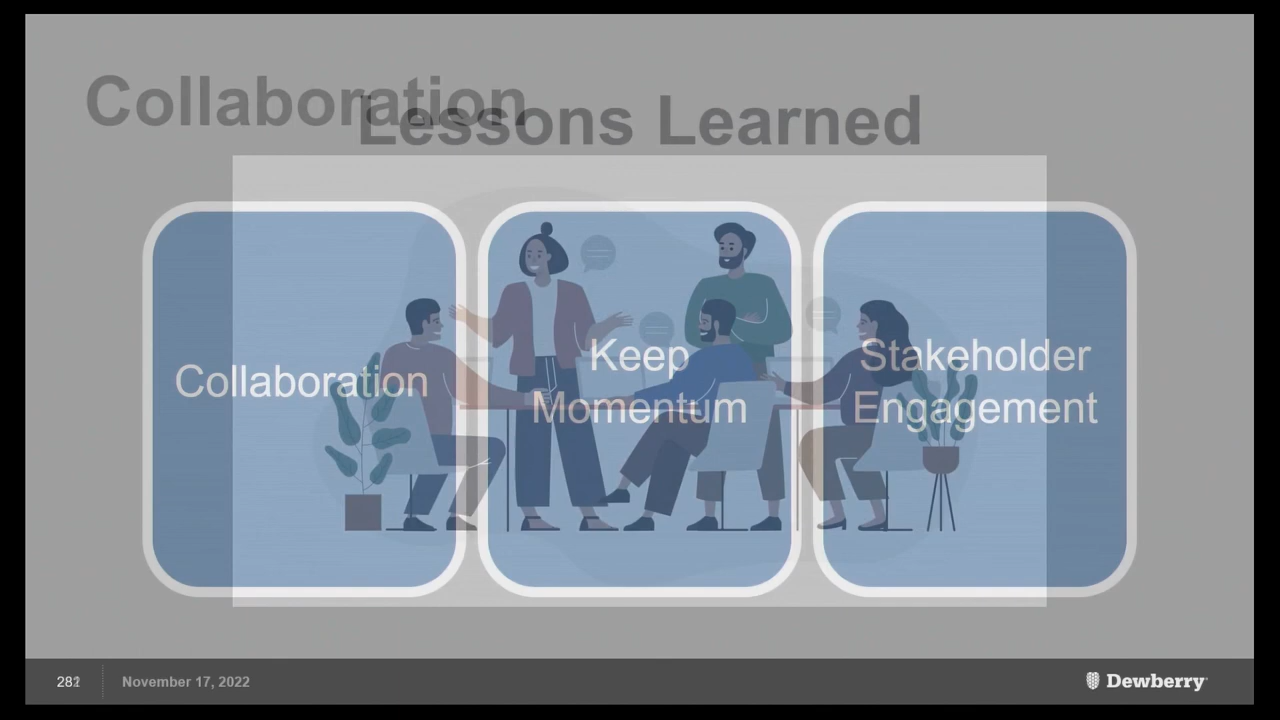 Collaboration
Lessons Learned
Collaboration
Keep
Momentum
Stakeholder
Engagement
November 17, 2022
Dewberry